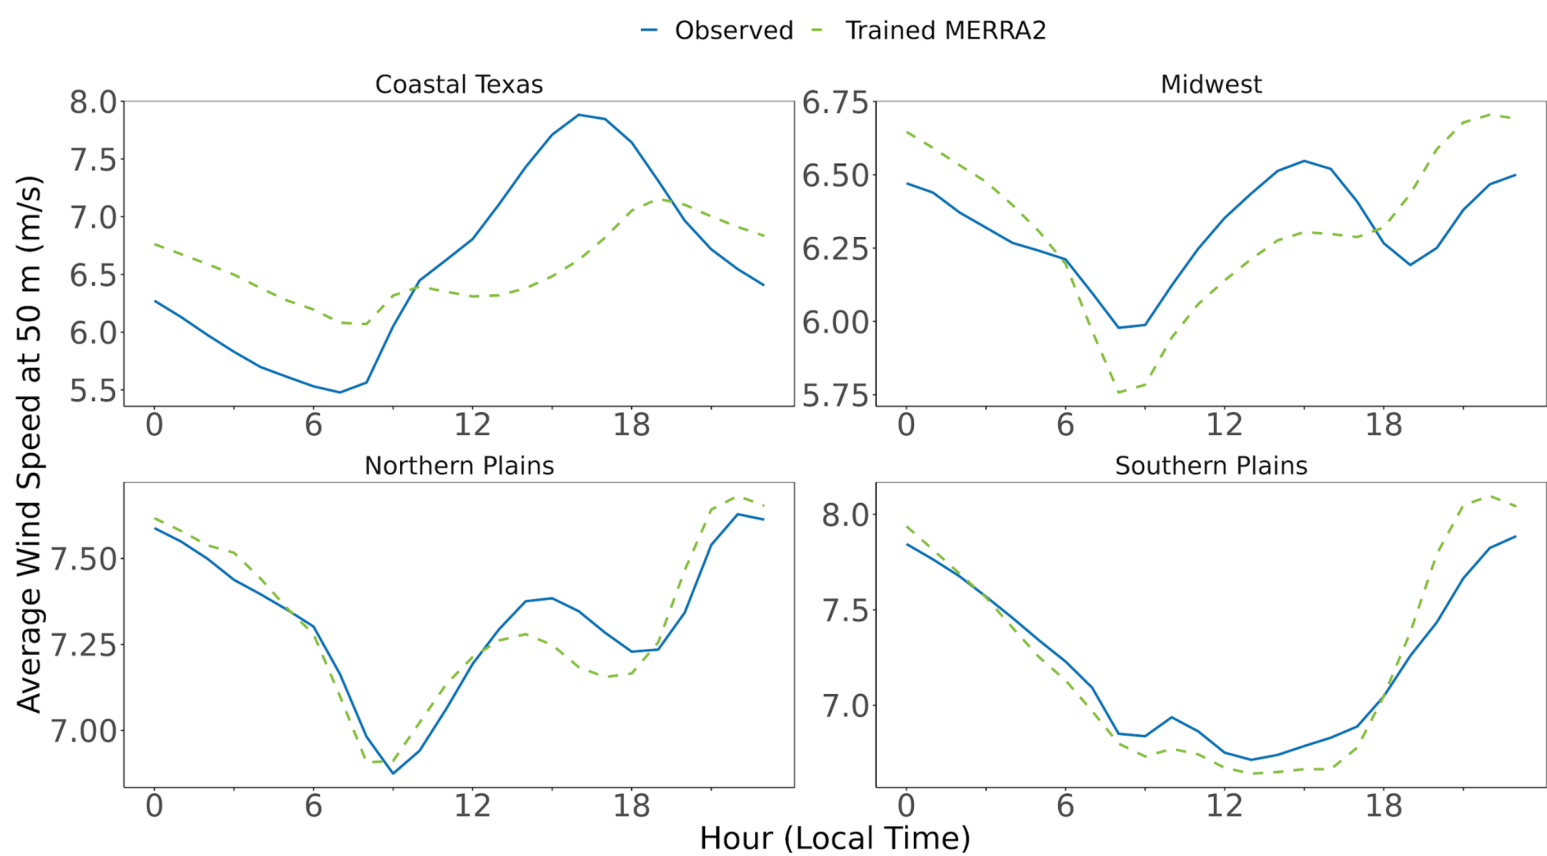 Observed Trained MERRA2
Average Wind Speed at 50 m (m/s)
Coastal Texas
8.0
7.5
7.0
6.5
6.0
5.5
0 6 12 18
Midwest
6.75
6.50
6.25
6.00
5.75
0 6 12 18
Northern Plains
7.50
7.25
7.00
0 6 12 18
Southern Plains
8.0
7.5
7.0
0 6 12 18
Hour (Local Time)